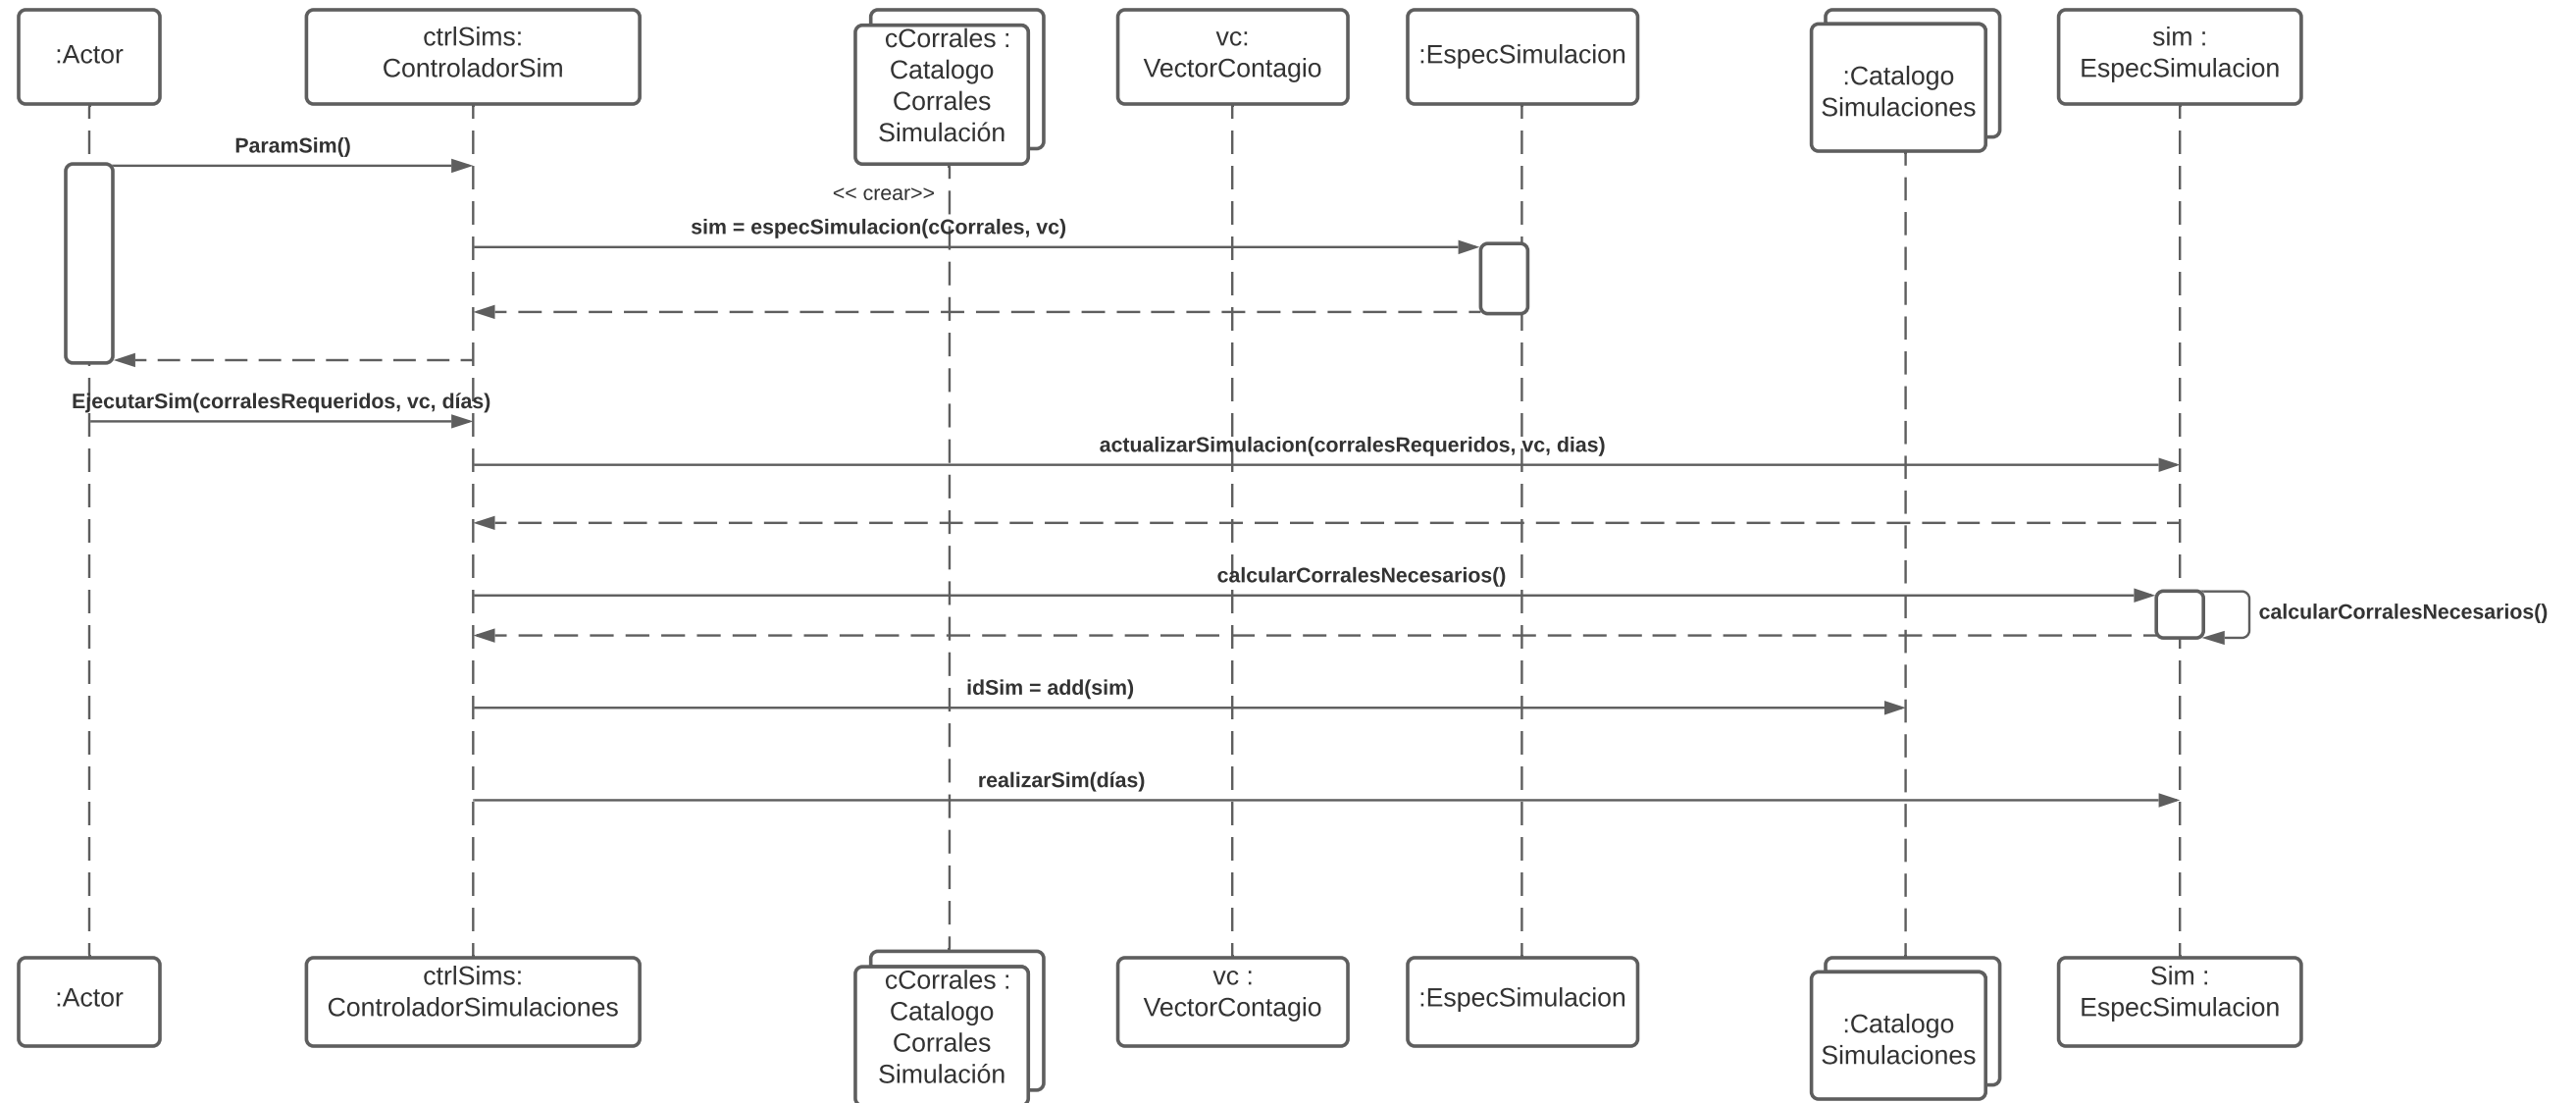 :Actor
ctrlSims:
ControladorSim
cCorrales :
Catalogo
Corrales
Simulación
vc:
VectorContagio
:EspecSimulacion
:Catalogo
Simulaciones
sim :
EspecSimulacion
ParamSim()
<< crear>>
sim = especSimulacion(cCorrales, vc)
EjecutarSim(corralesRequeridos, vc, días)
actualizarSimulacion(corralesRequeridos, vc, dias)
calcularCorralesNecesarios()
calcularCorralesNecesarios()
idSim = add(sim)
realizarSim(días)
:Actor
ctrlSims:
ControladorSimulaciones
cCorrales :
Catalogo
Corrales
Simulación
vc :
VectorContagio
:EspecSimulacion
:Catalogo
Simulaciones
Sim :
EspecSimulacion